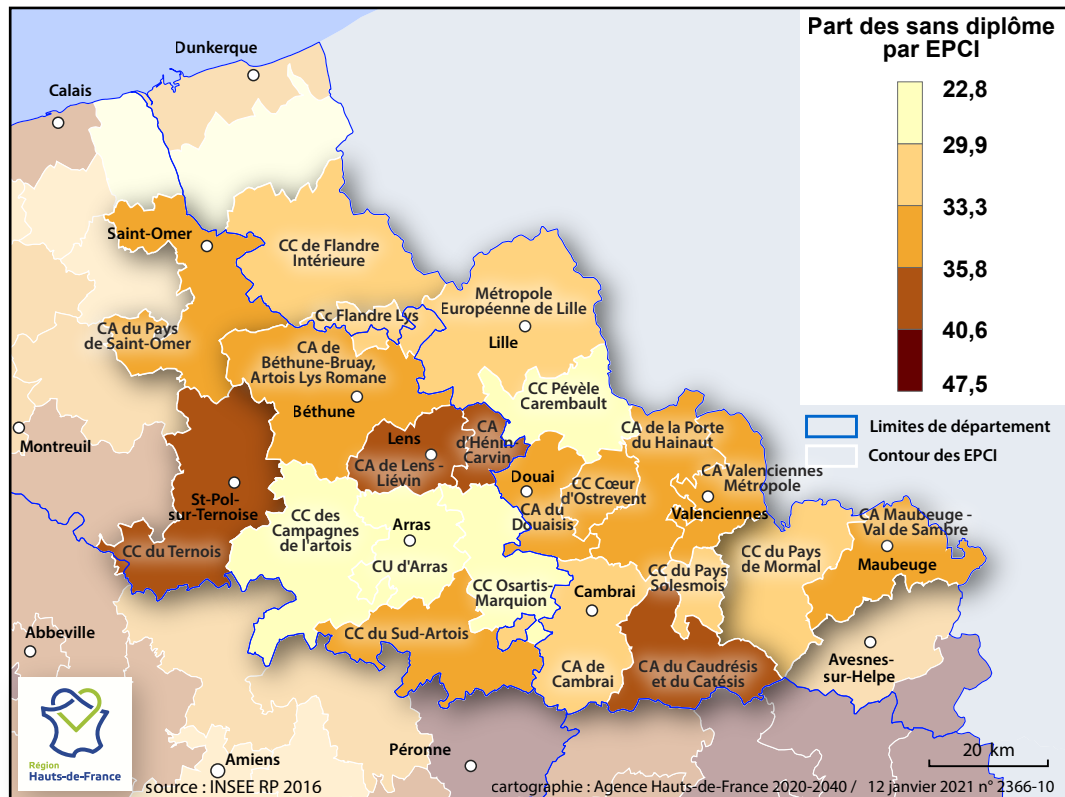 Part des sans diplôme
par EPCI
22,8
29,9
33,3
35,8
40,6
47,5
Limites de département
Contour des EPCI
Dunkerque
Calais
Saint-Omer
CC de Flandre
Intérieure
Métropole
Européenne de Lille
Cc Flandre Lys
Lille
CA du Pays
de Saint-Omer
CA de
Béthune-Bruay,
Artois Lys Romane
Béthune
CC Pévèle
Carembault
Montreuil
Lens
CA
d'Hénin-
Carvin
CA de la Porte
du Hainaut
CA de Lens -
Liévin
Douai
CC Cœur
d'Ostrevent
CA Valenciennes
Métropole
St-Pol-
sur-Ternoise
CA du
Douaisis
Valenciennes
CC des
Campagnes
de l'artois
Arras
CA Maubeuge -
Val de Sambre
CC du Ternois
CU d'Arras
CC du Pays
de Mormal
Maubeuge
CC Osartis-
Marquion
Cambrai
CC du Pays
Solesmois
Abbeville
CC du Sud-Artois
CA de
Cambrai
CA du Caudrésis
et du Catésis
Avesnes-
sur-Helpe
Péronne
Amiens
20 km
Région
Hauts-de-France
source : INSEE RP 2016
cartographie : Agence Hauts-de-France 2020-2040 / 12 janvier 2021 n° 2366-10